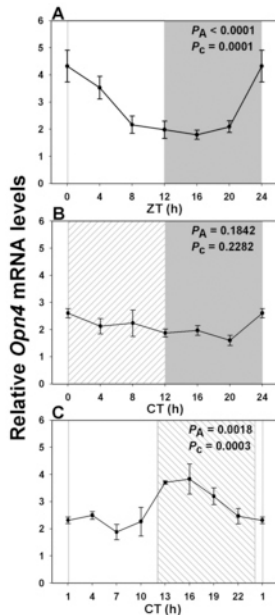 Relative Opn4 mRNA levels
A
P_A < 0.0001
P_c = 0.0001
6
5
4
3
2
1
0
0 4 8 12 16 20 24
ZT (h)
B
P_A = 0.1842
P_c = 0.2282
6
5
4
3
2
1
0
0 4 8 12 16 20 24
CT (h)
C
P_A = 0.0018
P_c = 0.0003
6
5
4
3
2
1
0
1 4 7 10 13 16 19 22 1
CT (h)